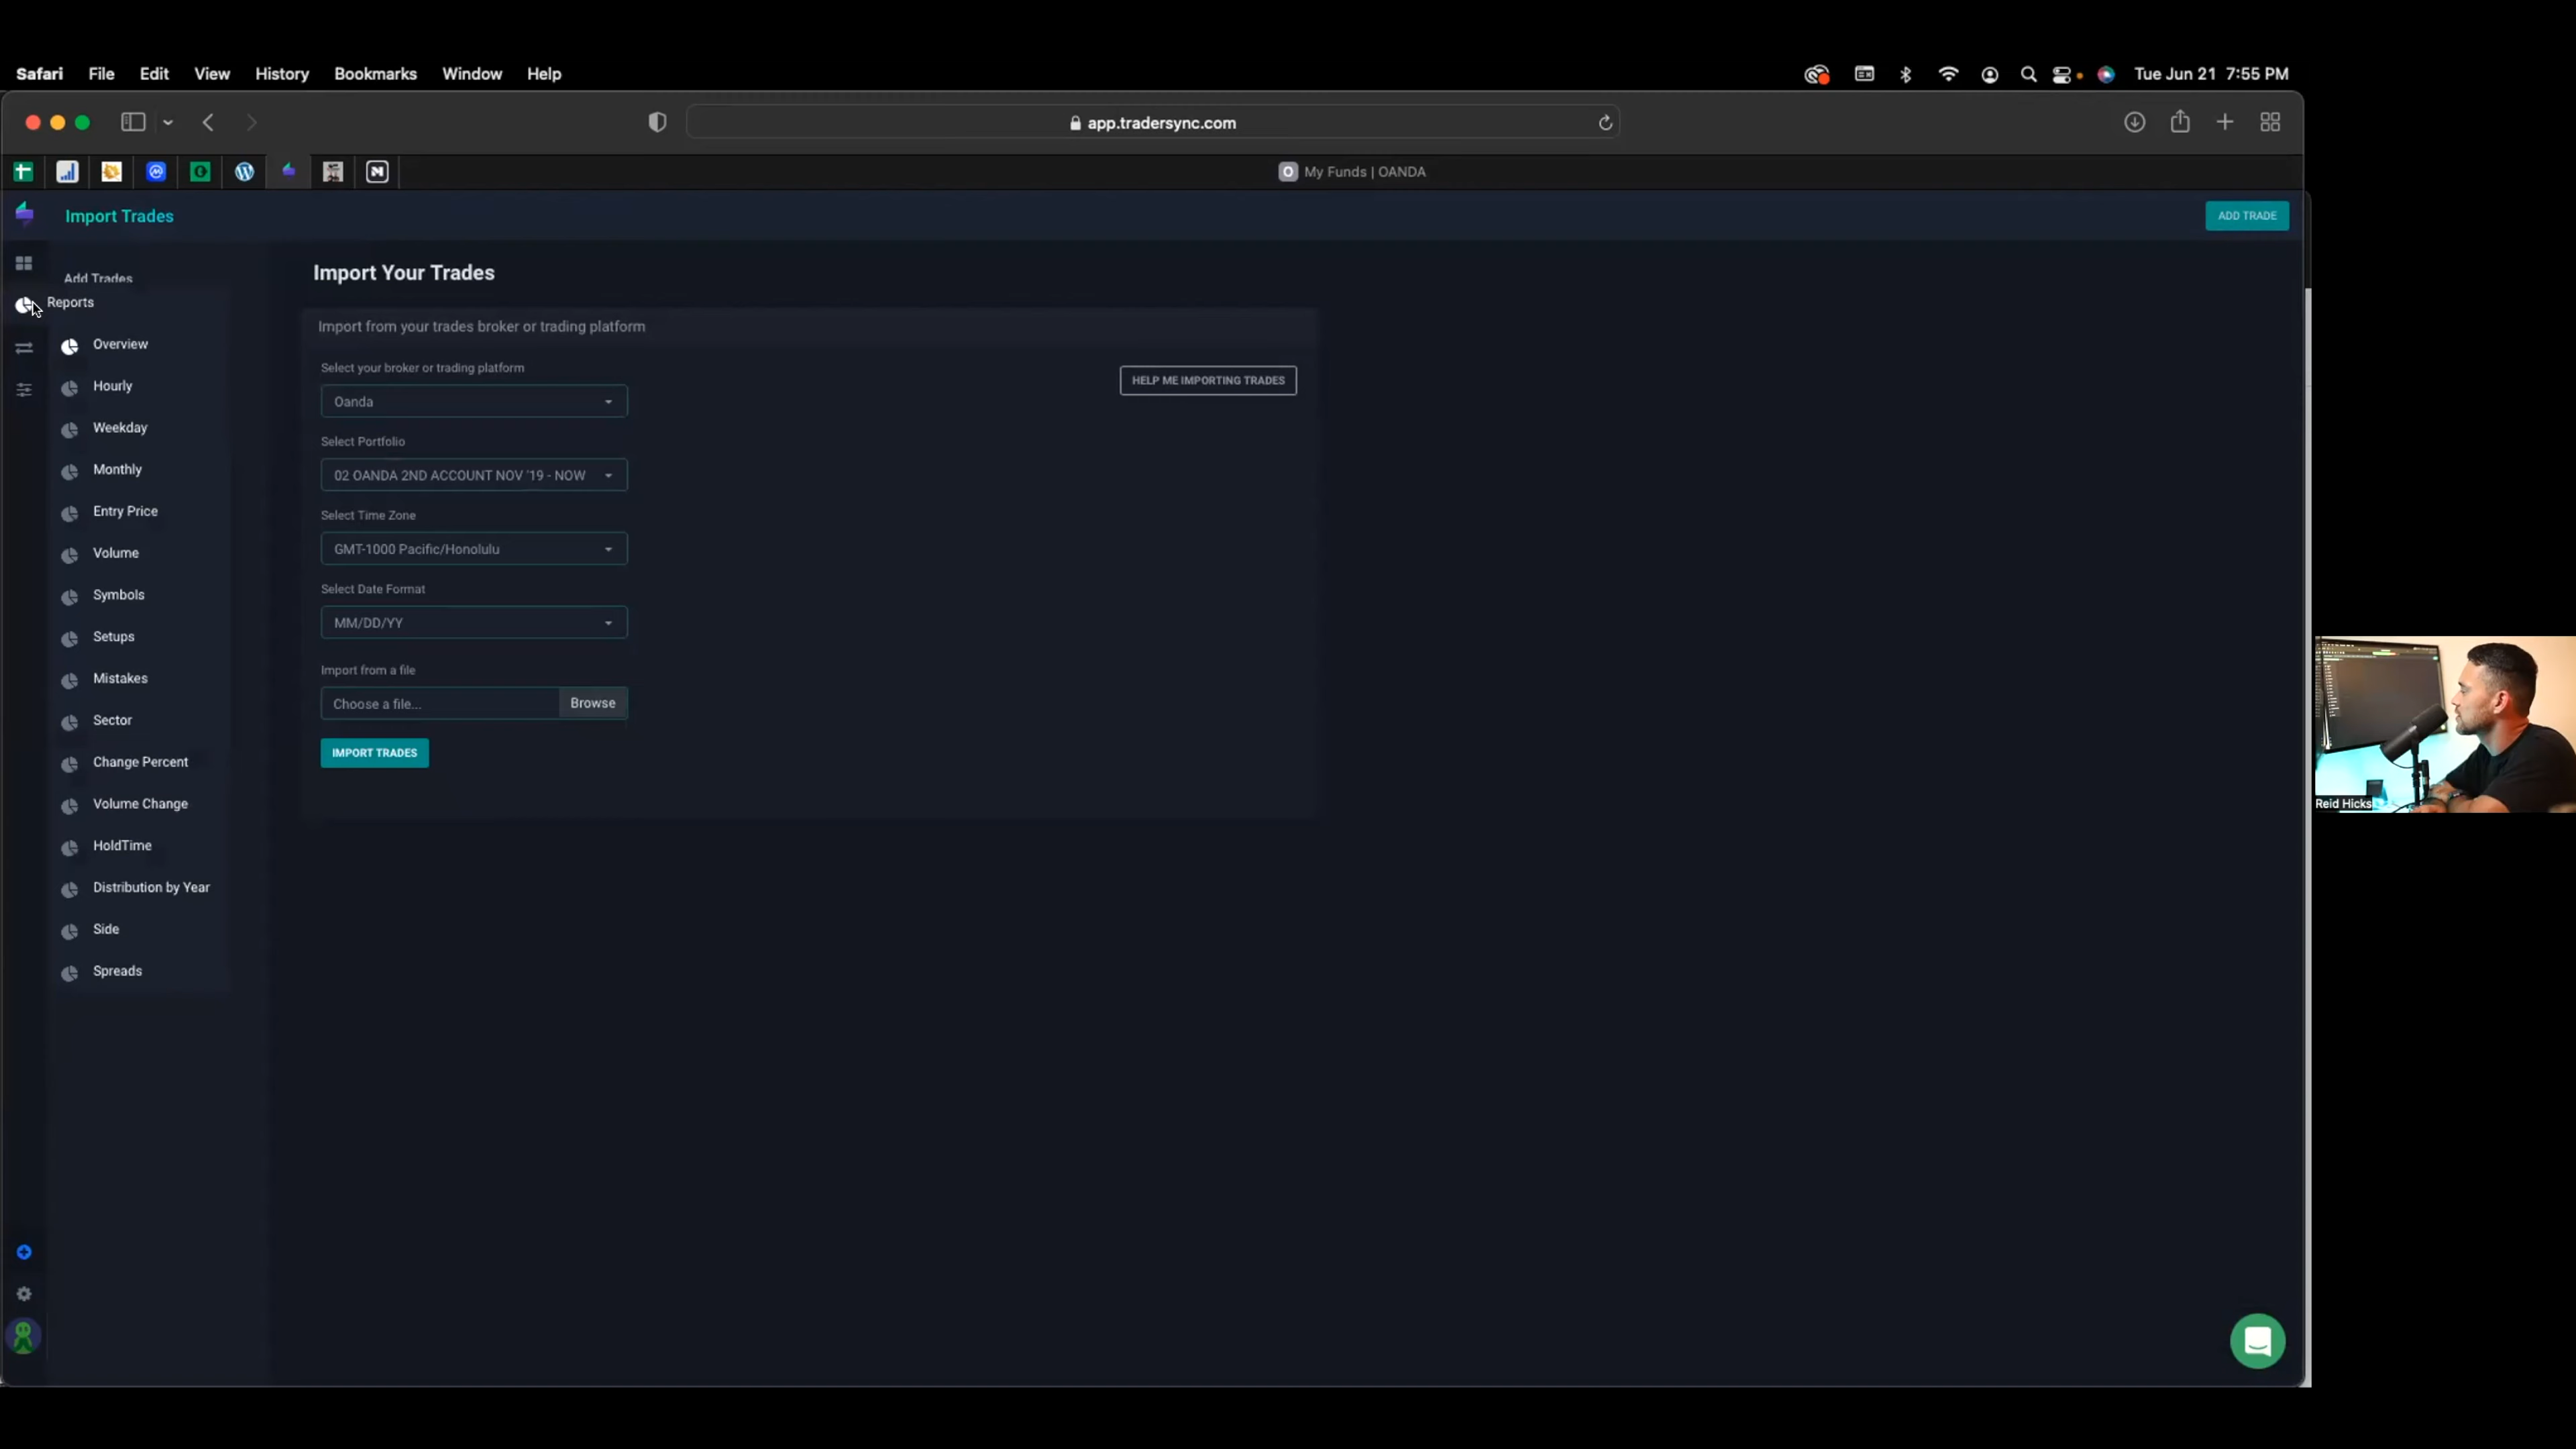 Safari File Edit View History Bookmarks Window Help
Tue Jun 21 7:55 PM
app.tradersync.com
My Funds | OANDA
Import Trades
ADD TRADE
Add Trades
Reports
Overview
Hourly
Weekday
Monthly
Entry Price
Volume
Symbols
Setups
Mistakes
Sector
Change Percent
Volume Change
HoldTime
Distribution by Year
Side
Spreads
Import Your Trades
Import from your trades broker or trading platform
Select your broker or trading platform
Oanda
HELP ME IMPORTING TRADES
Select Portfolio
02 OANDA 2ND ACCOUNT NOV '19 - NOW
Select Time Zone
GMT-1000 Pacific/Honolulu
Select Date Format
MM/DD/YY
Import from a file
Choose a file...
Browse
IMPORT TRADES
Reid Hicks